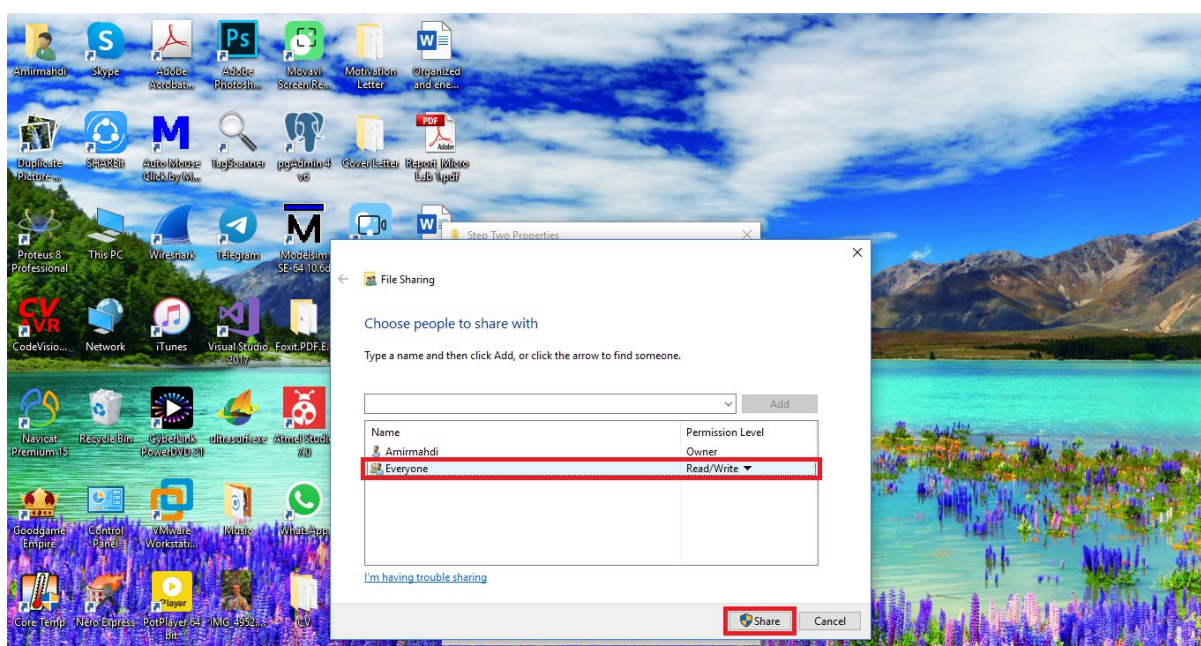 Amirmahdi
Skype
Adobe Acrobat...
Ps
Adobe Photosh...
Movavi Screen Re...
Motivation Letter
W
Organized and ene...
Duplicate Picture ...
SHAREit
M
Auto Mouse Click by M...
TagScanner
pgAdmin 4 v6
Cover Letter
PDF
Adobe
Report Micro Lab 1.pdf
Proteus 8 Professional
This PC
Wireshark
Telegram
M
Modelsim SE-64 10.6d
W
CV
AVR
CodeVisio...
Network
iTunes
Visual Studio 2017
Foxit.PDF.E.
Navicat Premium 15
Recycle Bin
CyberLink PowerDVD 21
ultrasurf.exe
Atmel Studio 7.0
Goodgame Empire
Control Panel
VMware Workstati...
Music
WhatsApp
Core Temp
Nero Express
Player
PotPlayer 64 Bit
IMG_4952...
CV
Step Two Properties
File Sharing
Choose people to share with
Type a name and then click Add, or click the arrow to find someone.
Add
Name Permission Level
Amirmahdi Owner
Everyone Read/Write
I'm having trouble sharing
Share Cancel